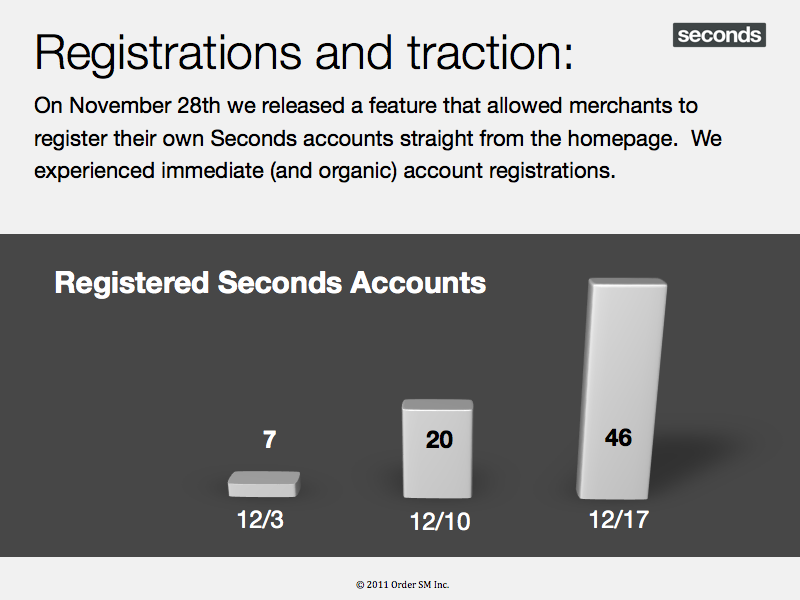 Registrations and traction:
seconds
On November 28th we released a feature that allowed merchants to
register their own Seconds accounts straight from the homepage.  We
experienced immediate (and organic) account registrations.
Registered Seconds Accounts
7
20
46
12/3
12/10
12/17
© 2011 Order SM Inc.